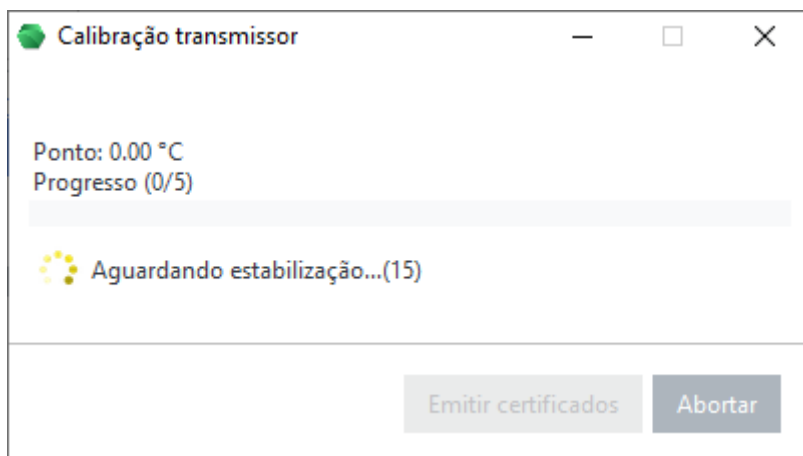 Calibração transmissor
Ponto: 0.00 °C
Progresso (0/5)
Aguardando estabilização...(15)
Emitir certificados
Abortar